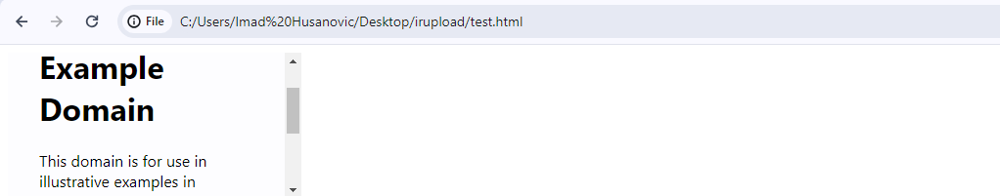 File C:/Users/Imad%20Husanovic/Desktop/irupload/test.html
Example
Domain
This domain is for use in
illustrative examples in